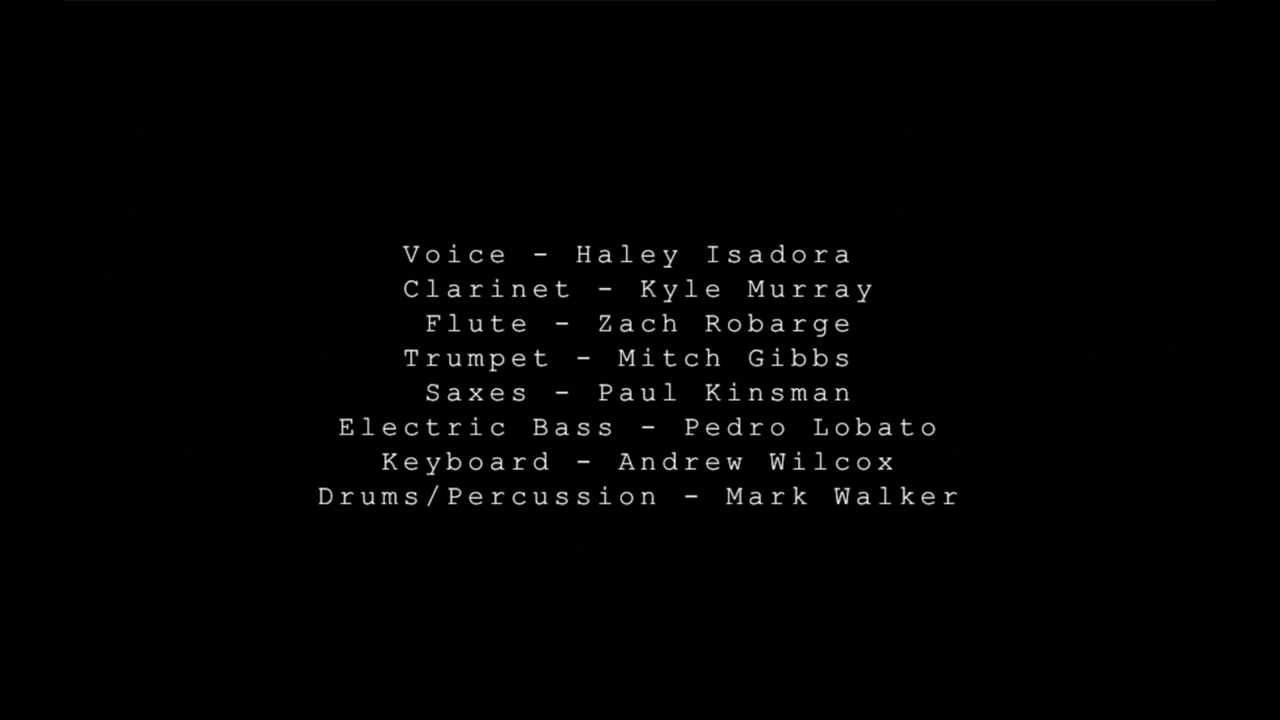 Voice - Haley Isadora
Clarinet - Kyle Murray
Flute - Zach Robarge
Trumpet - Mitch Gibbs
Saxes - Paul Kinsman
Electric Bass - Pedro Lobato
Keyboard - Andrew Wilcox
Drums/Percussion - Mark Walker